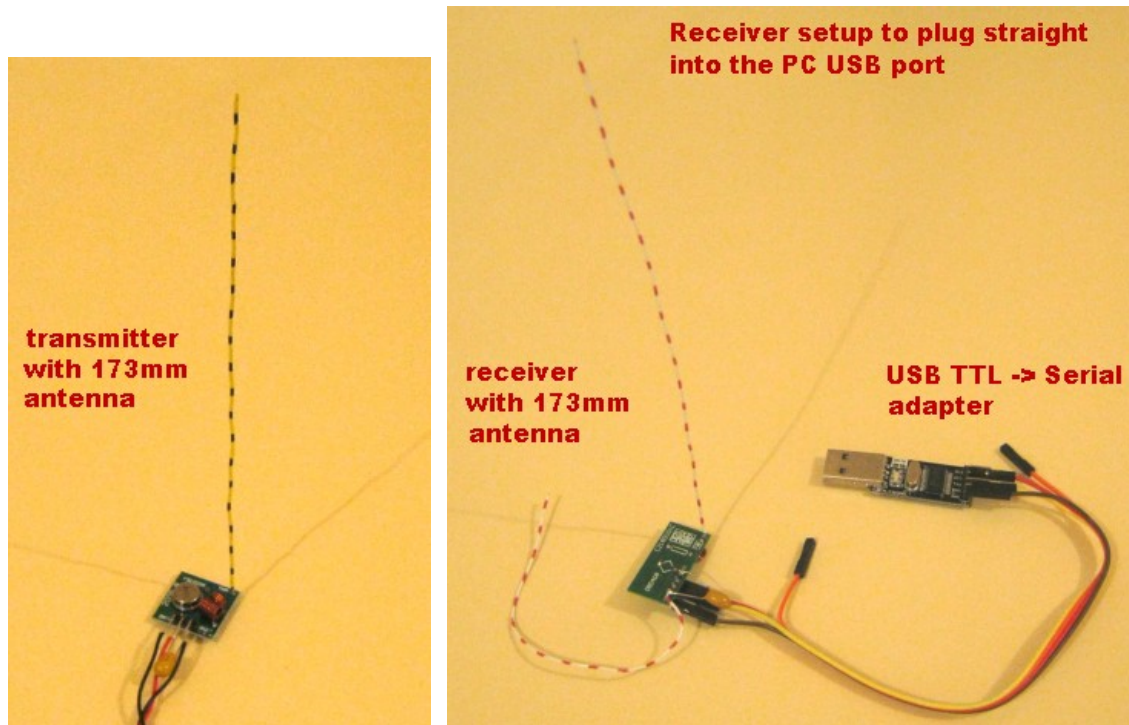 transmitter
with 173mm
antenna
Receiver setup to plug straight
into the PC USB port
receiver
with 173mm
antenna
USB TTL -> Serial
adapter